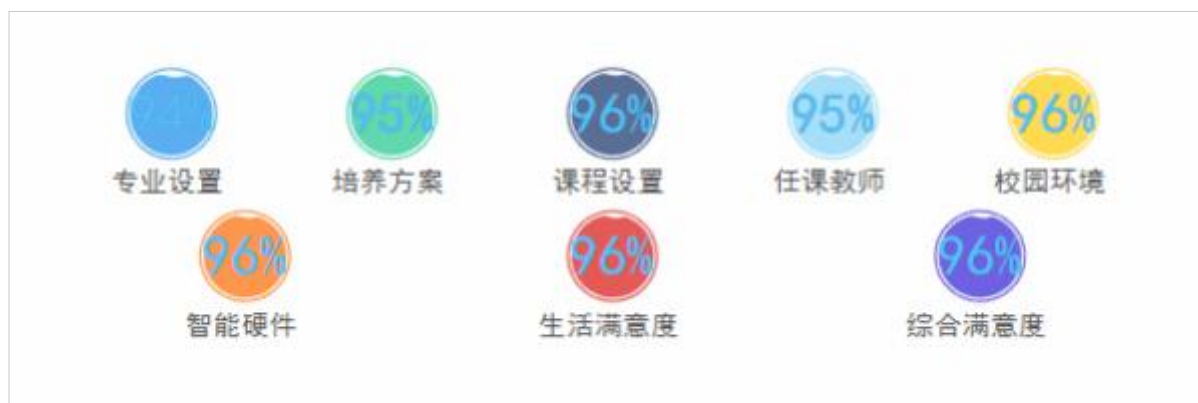 94% 95% 96% 95% 96%
专业设置 培养方案 课程设置 任课教师 校园环境
96% 96% 96%
智能硬件 生活满意度 综合满意度